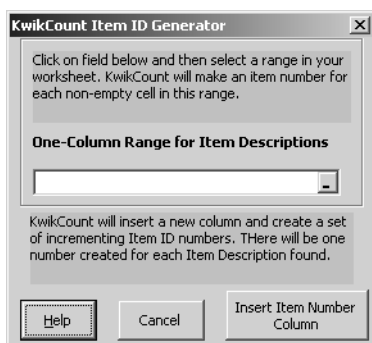 KwikCount Item ID Generator
Click on field below and then select a range in your
worksheet. KwikCount will make an item number for
each non-empty cell in this range.
One-Column Range for Item Descriptions
KwikCount will insert a new column and create a set
of incrementing Item ID numbers. THere will be one
number created for each Item Description found.
Help
Cancel
Insert Item Number
Column